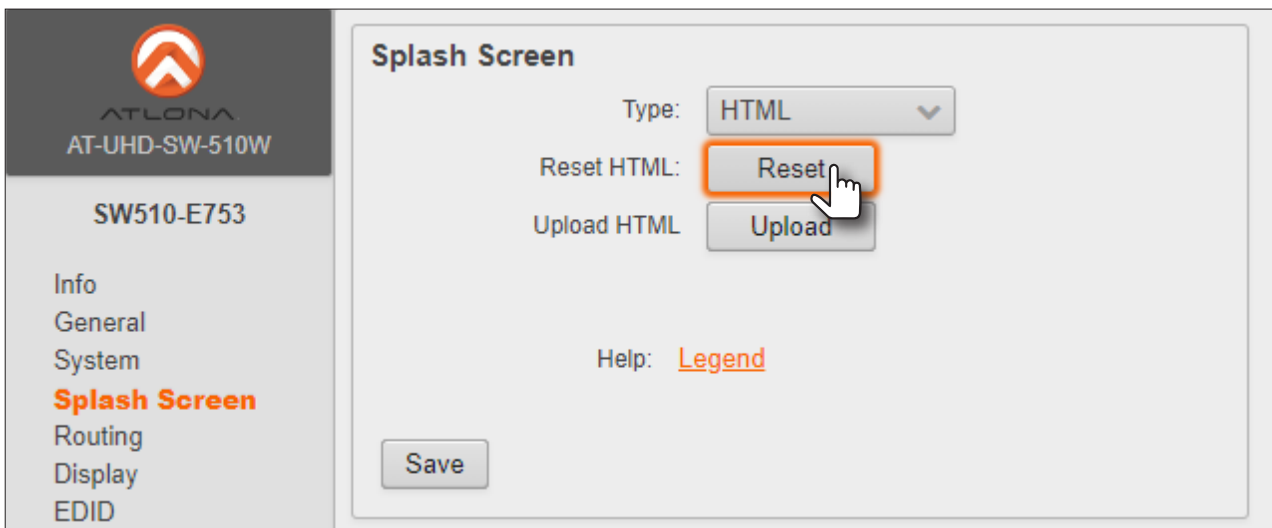 ATLONA
AT-UHD-SW-510W
SW510-E753
Info
General
System
Splash Screen
Routing
Display
EDID
Splash Screen
Type: HTML
Reset HTML: Reset
Upload HTML Upload
Help: Legend
Save